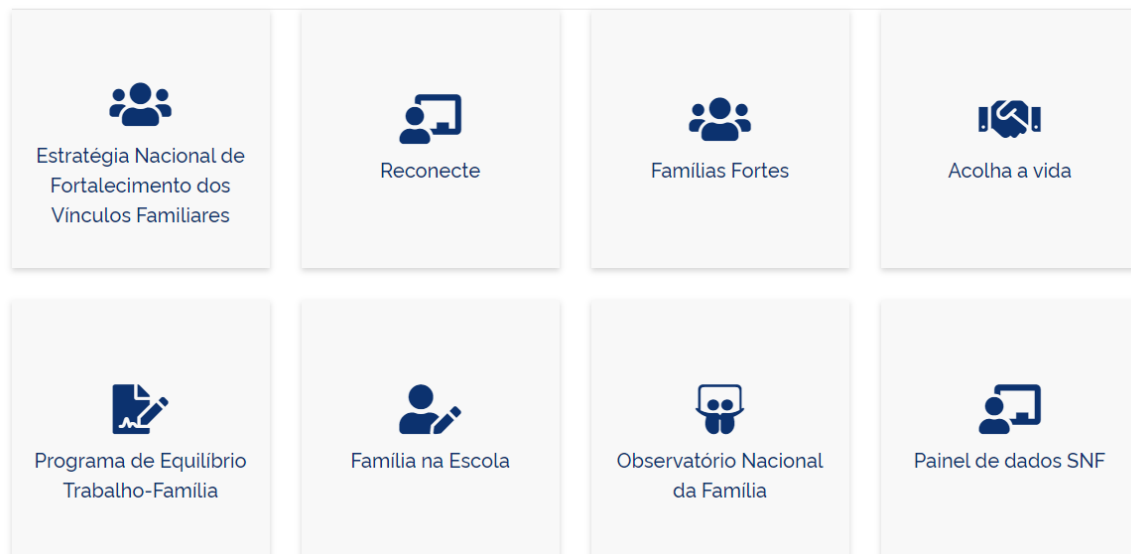 Estratégia Nacional de
Fortalecimento dos
Vínculos Familiares
Reconecte
Famílias Fortes
Acolha a vida
Programa de Equilíbrio
Trabalho-Família
Família na Escola
Observatório Nacional
da Família
Painel de dados SNF